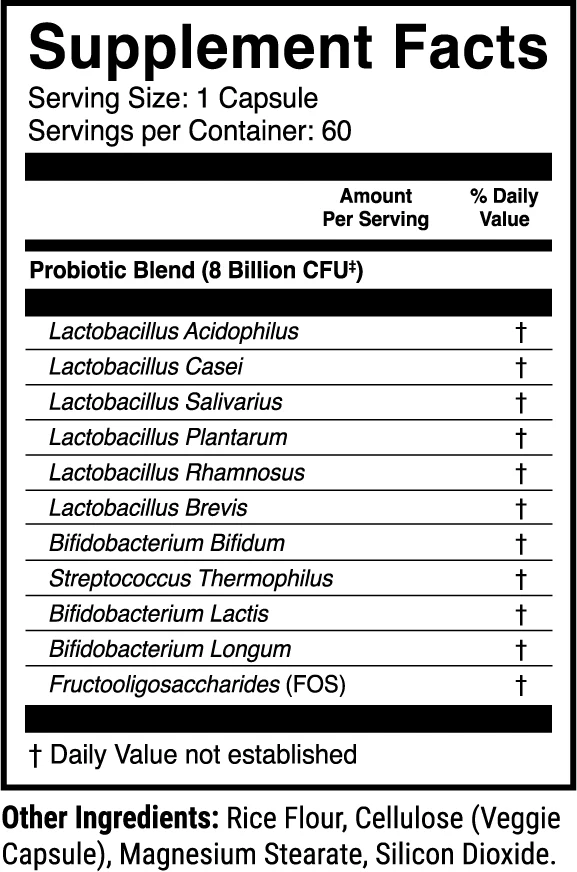 Supplement Facts
Serving Size: 1 Capsule
Servings per Container: 60
Amount Per Serving
% Daily Value
Probiotic Blend (8 Billion CFU‡)
Lactobacillus Acidophilus †
Lactobacillus Casei †
Lactobacillus Salivarius †
Lactobacillus Plantarum †
Lactobacillus Rhamnosus †
Lactobacillus Brevis †
Bifidobacterium Bifidum †
Streptococcus Thermophilus †
Bifidobacterium Lactis †
Bifidobacterium Longum †
Fructooligosaccharides (FOS) †
† Daily Value not established
Other Ingredients: Rice Flour, Cellulose (Veggie
Capsule), Magnesium Stearate, Silicon Dioxide.